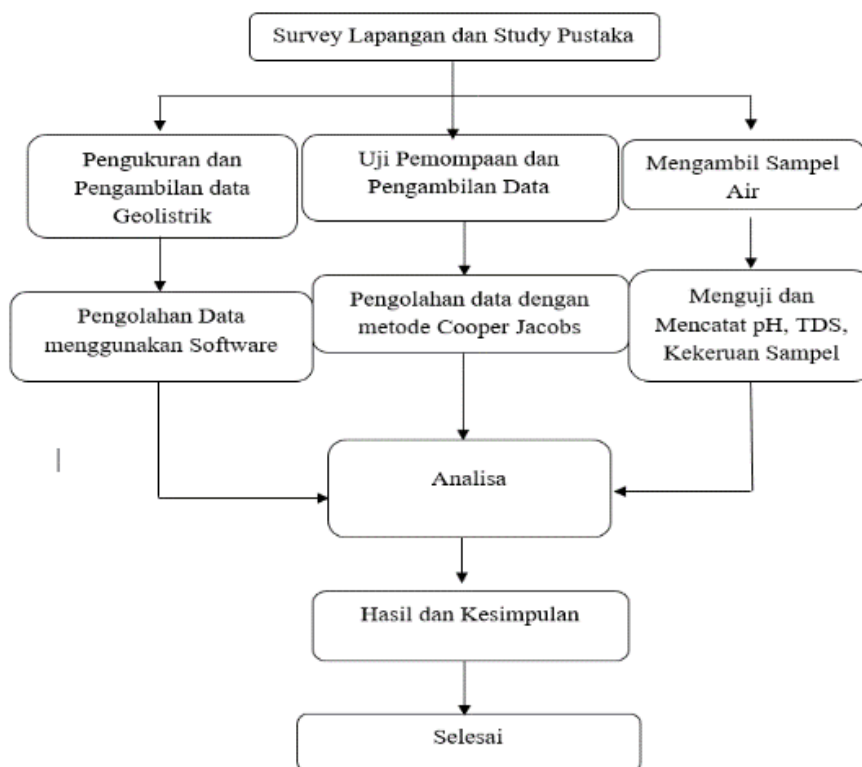 Survey Lapangan dan Study Pustaka
Pengukuran dan
Pengambilan data
Geolistrik
Uji Pemompaan dan
Pengambilan Data
Mengambil Sampel
Air
Pengolahan Data
menggunakan Software
Pengolahan data dengan
metode Cooper Jacobs
Menguji dan
Mencatat pH, TDS,
Kekeruan Sampel
Analisa
Hasil dan Kesimpulan
Selesai